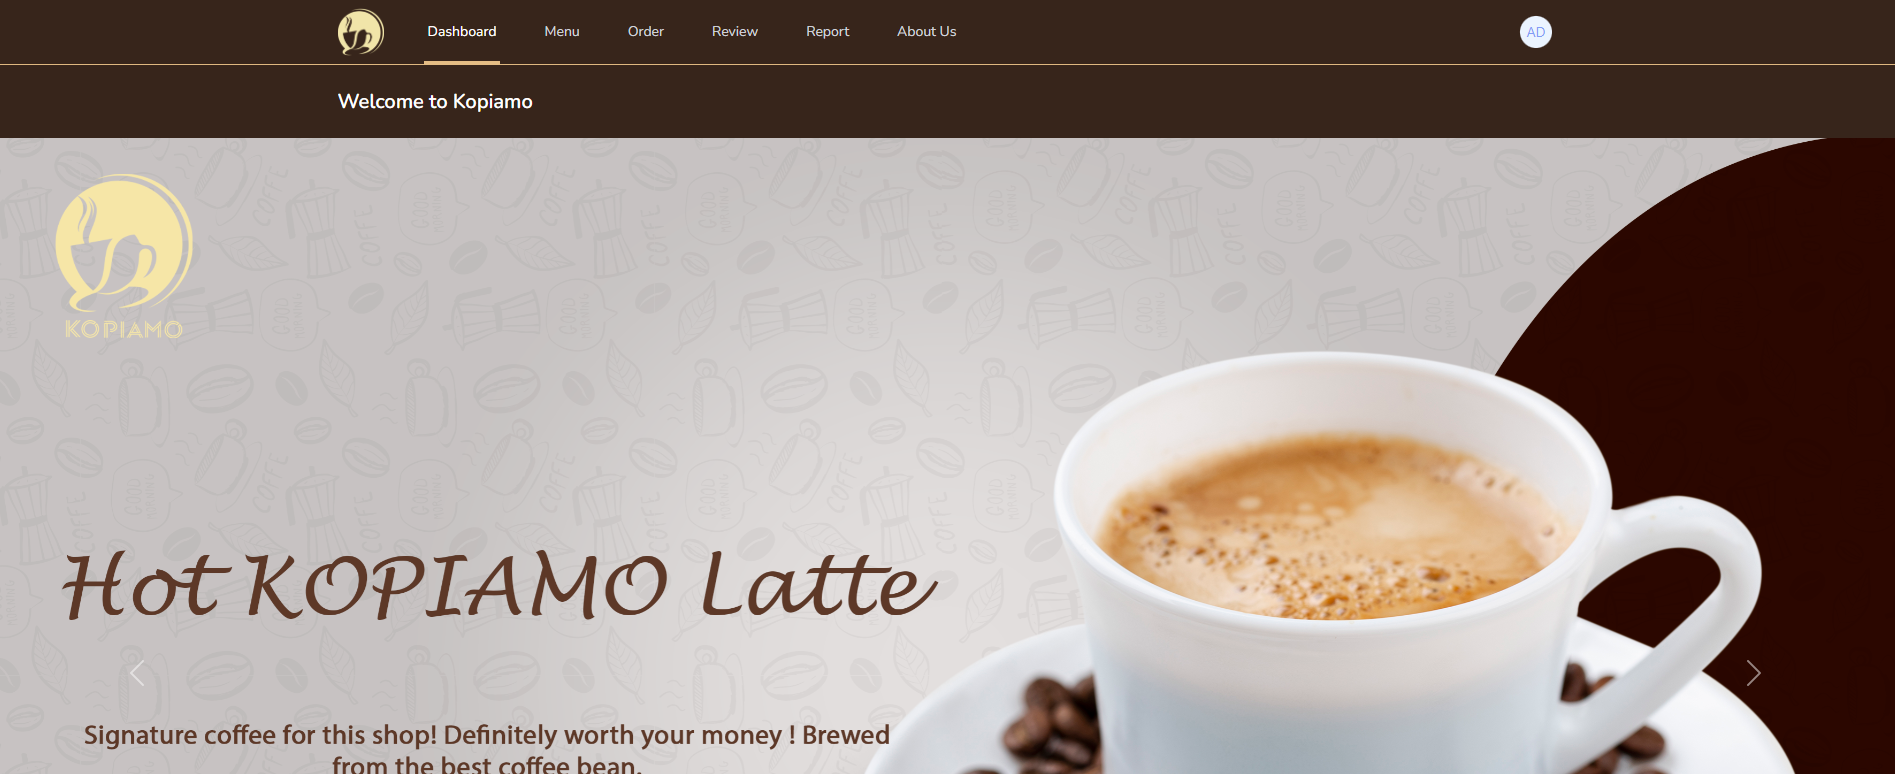 Dashboard Menu Order Review Report About Us AD
Welcome to Kopiamo
KOPIAMO
Hot KOPIAMO Latte
Signature coffee for this shop! Definitely worth your money ! Brewed
from the best coffee bean.